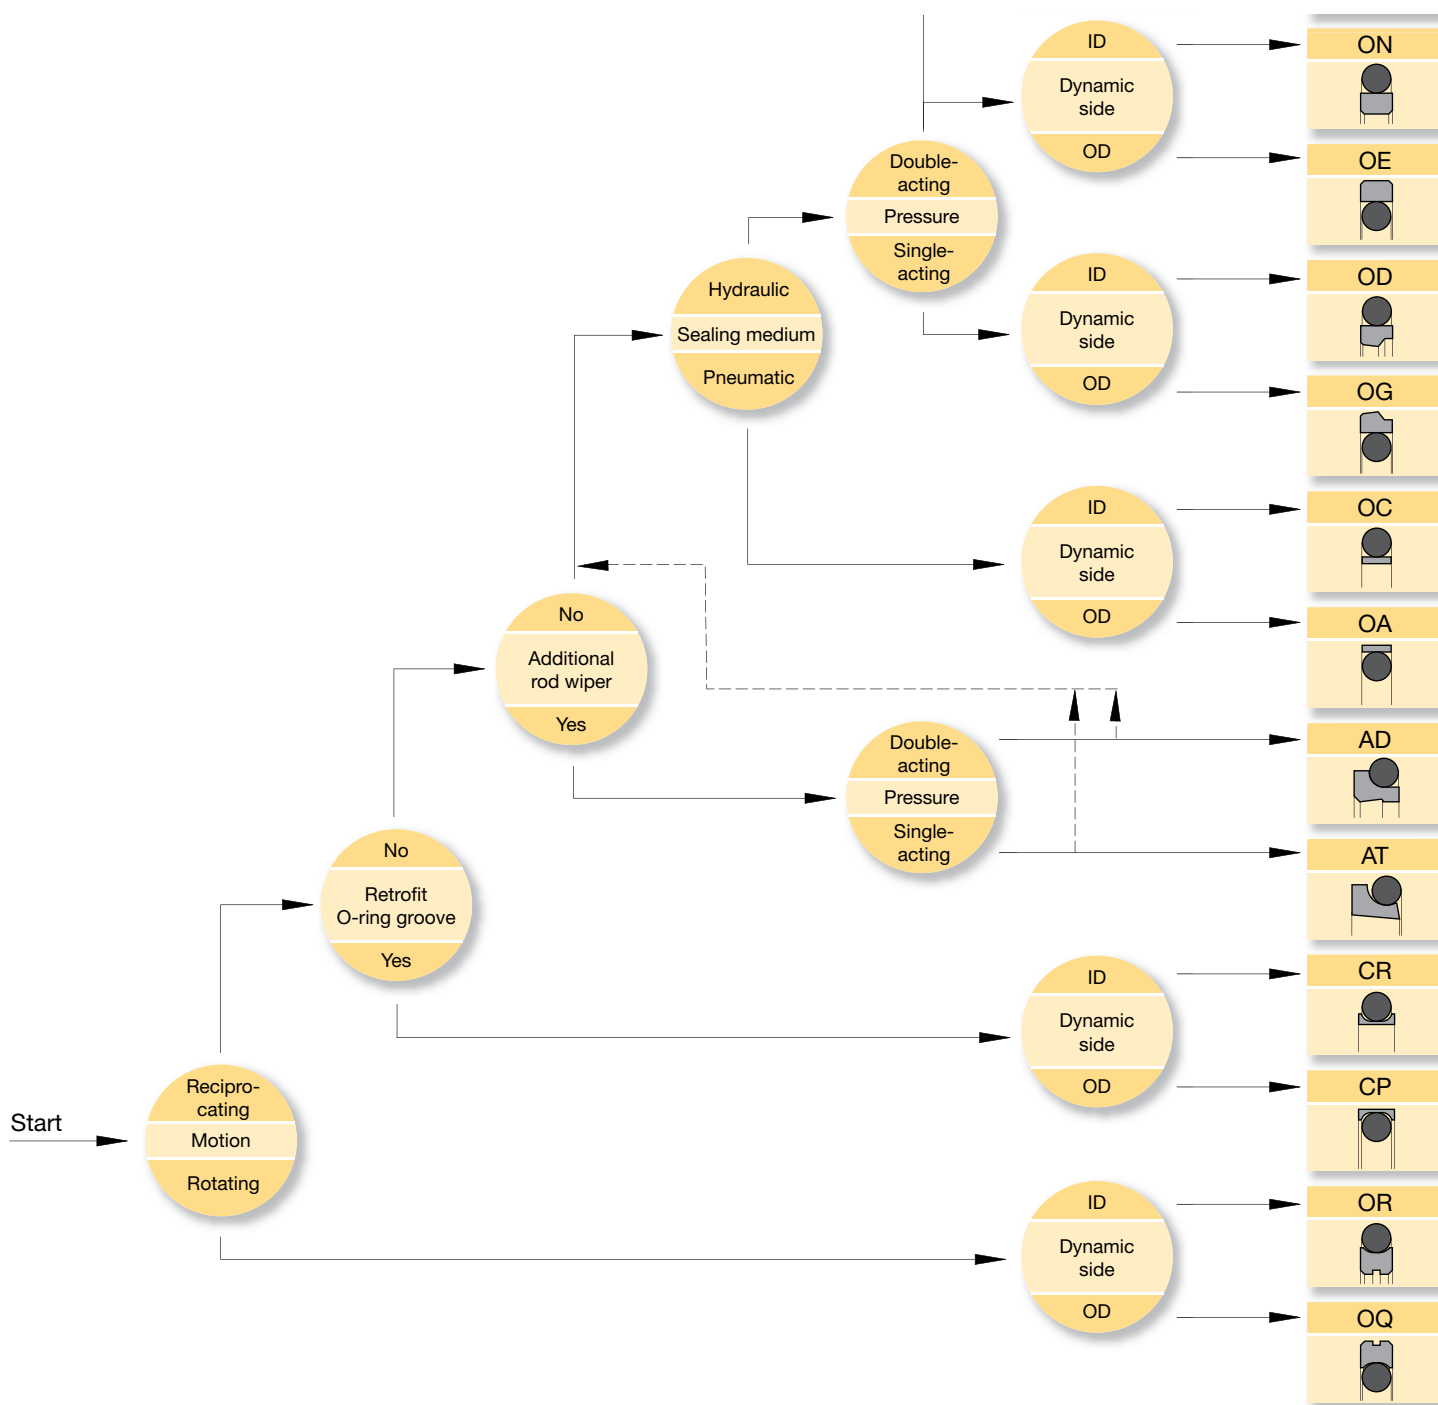 ID
Dynamic
side
OD
ON
OE
Double-
acting
Pressure
Single-
acting
Hydraulic
Sealing medium
Pneumatic
ID
Dynamic
side
OD
OD
OG
ID
Dynamic
side
OD
OC
OA
No
Additional
rod wiper
Yes
Double-
acting
Pressure
Single-
acting
AD
AT
No
Retrofit
O-ring groove
Yes
ID
Dynamic
side
OD
CR
CP
Start
Recipro-
cating
Motion
Rotating
ID
Dynamic
side
OD
OR
OQ